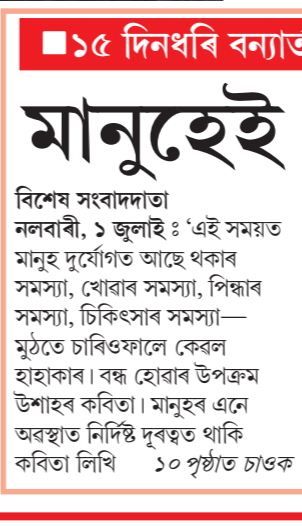 ■১৫ দিনধৰি বন্যাৰ্ত
মানুহেই
বিশেষ সংবাদদাতা
নলবাৰী, ১ জুলাই ঃ ‘এই সময়ত
মানুহ দুৰ্যোগত আছে থকাৰ
সমস্যা, খোৱাৰ সমস্যা, পিন্ধাৰ
সমস্যা, চিকিৎসাৰ সমস্যা—
মুঠতে চাৰিওফালে কেৱল
হাহাকাৰ। বন্ধ হোৱাৰ উপক্ৰম
উশাহৰ কবিতা। মানুহৰ এনে
অৱস্থাত নিৰ্দিষ্ট দূৰত্বত থাকি
কবিতা লিখি ১০ পৃষ্ঠাত চাওক